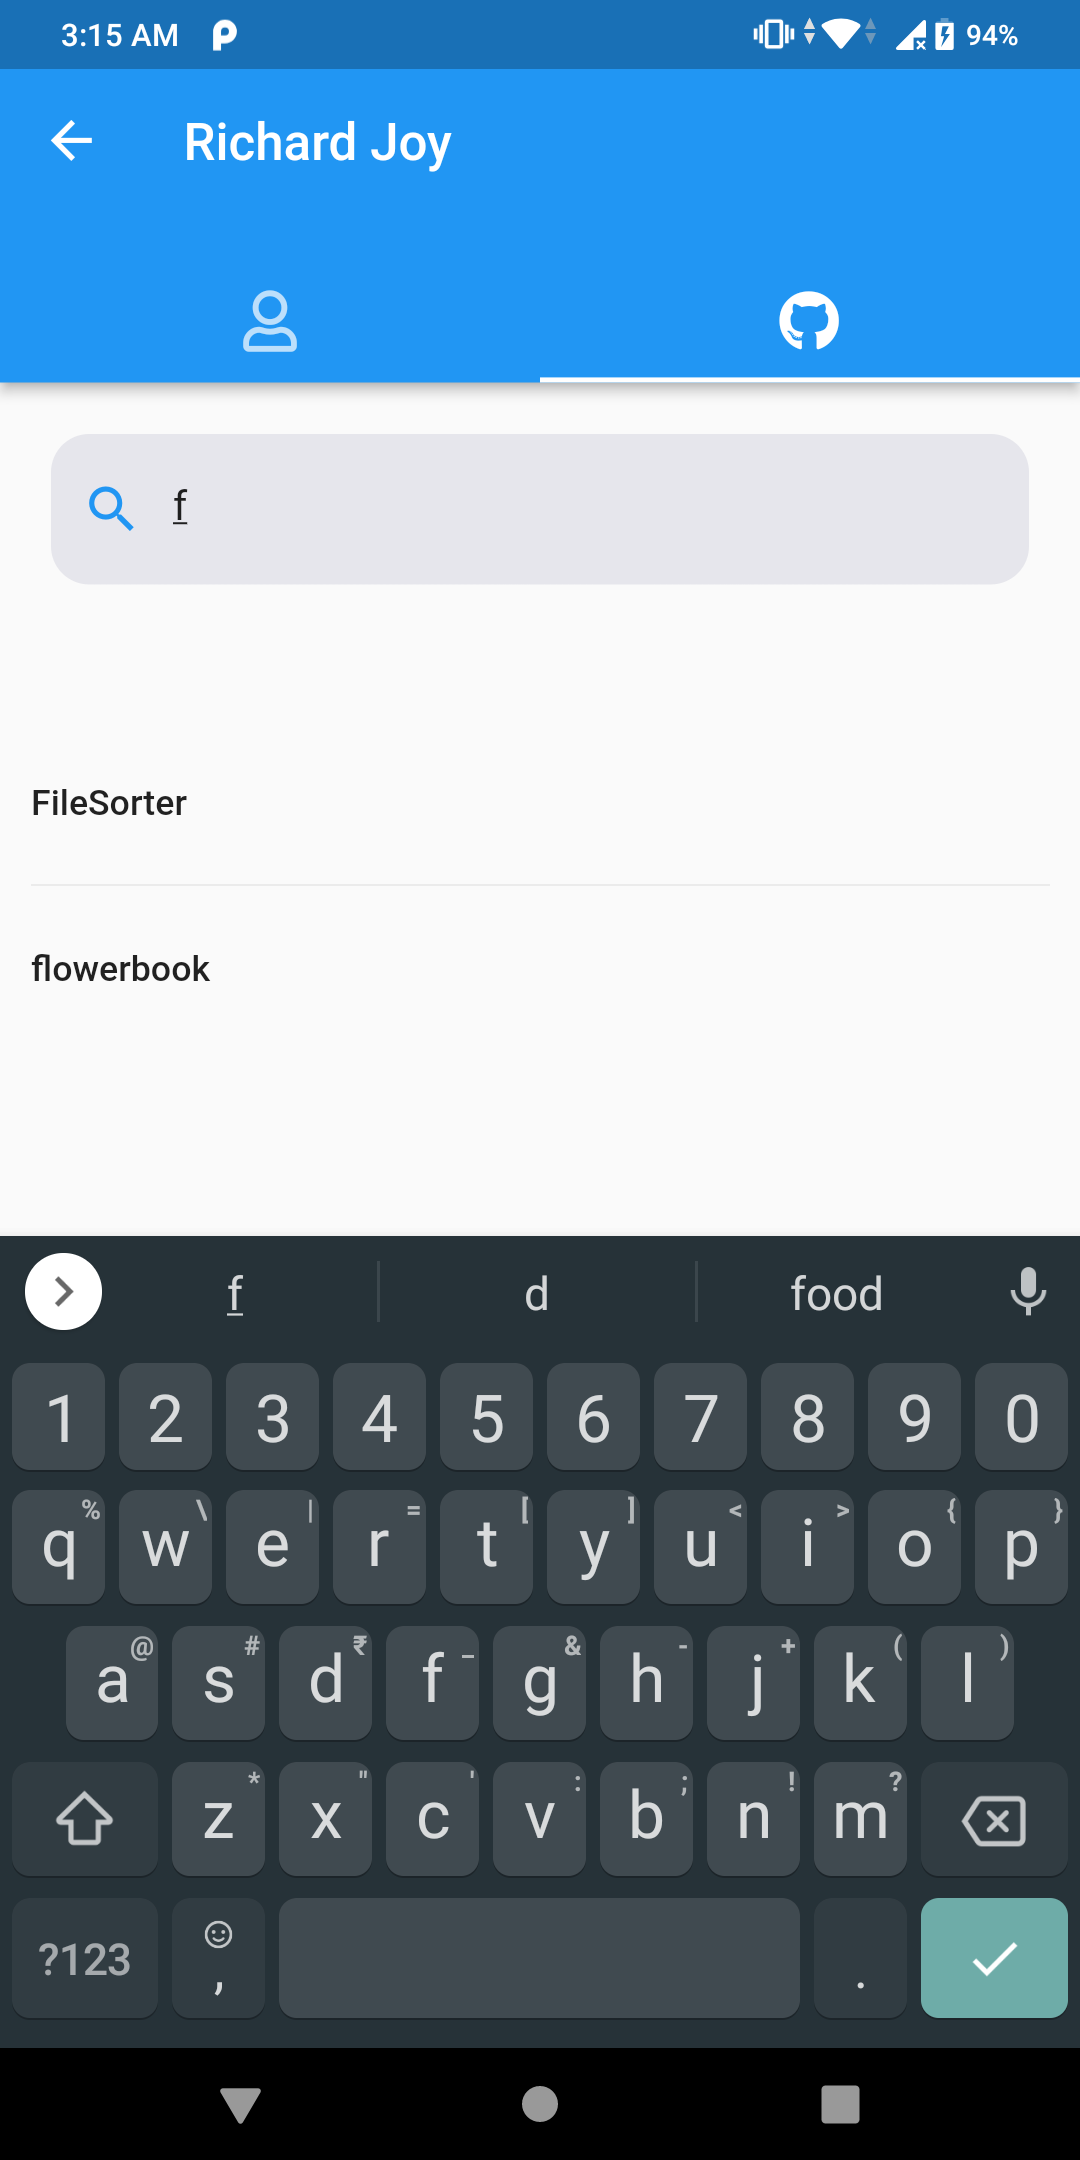 3:15 AM 94%
Richard Joy
f
FileSorter
flowerbook
f d food
1 2 3 4 5 6 7 8 9 0
% \ | = [ ] < > { }
q w e r t y u i o p
@ # ₹ _ & - + ( )
a s d f g h j k l
* " ' : ; ! ?
z x c v b n m
?123 , .